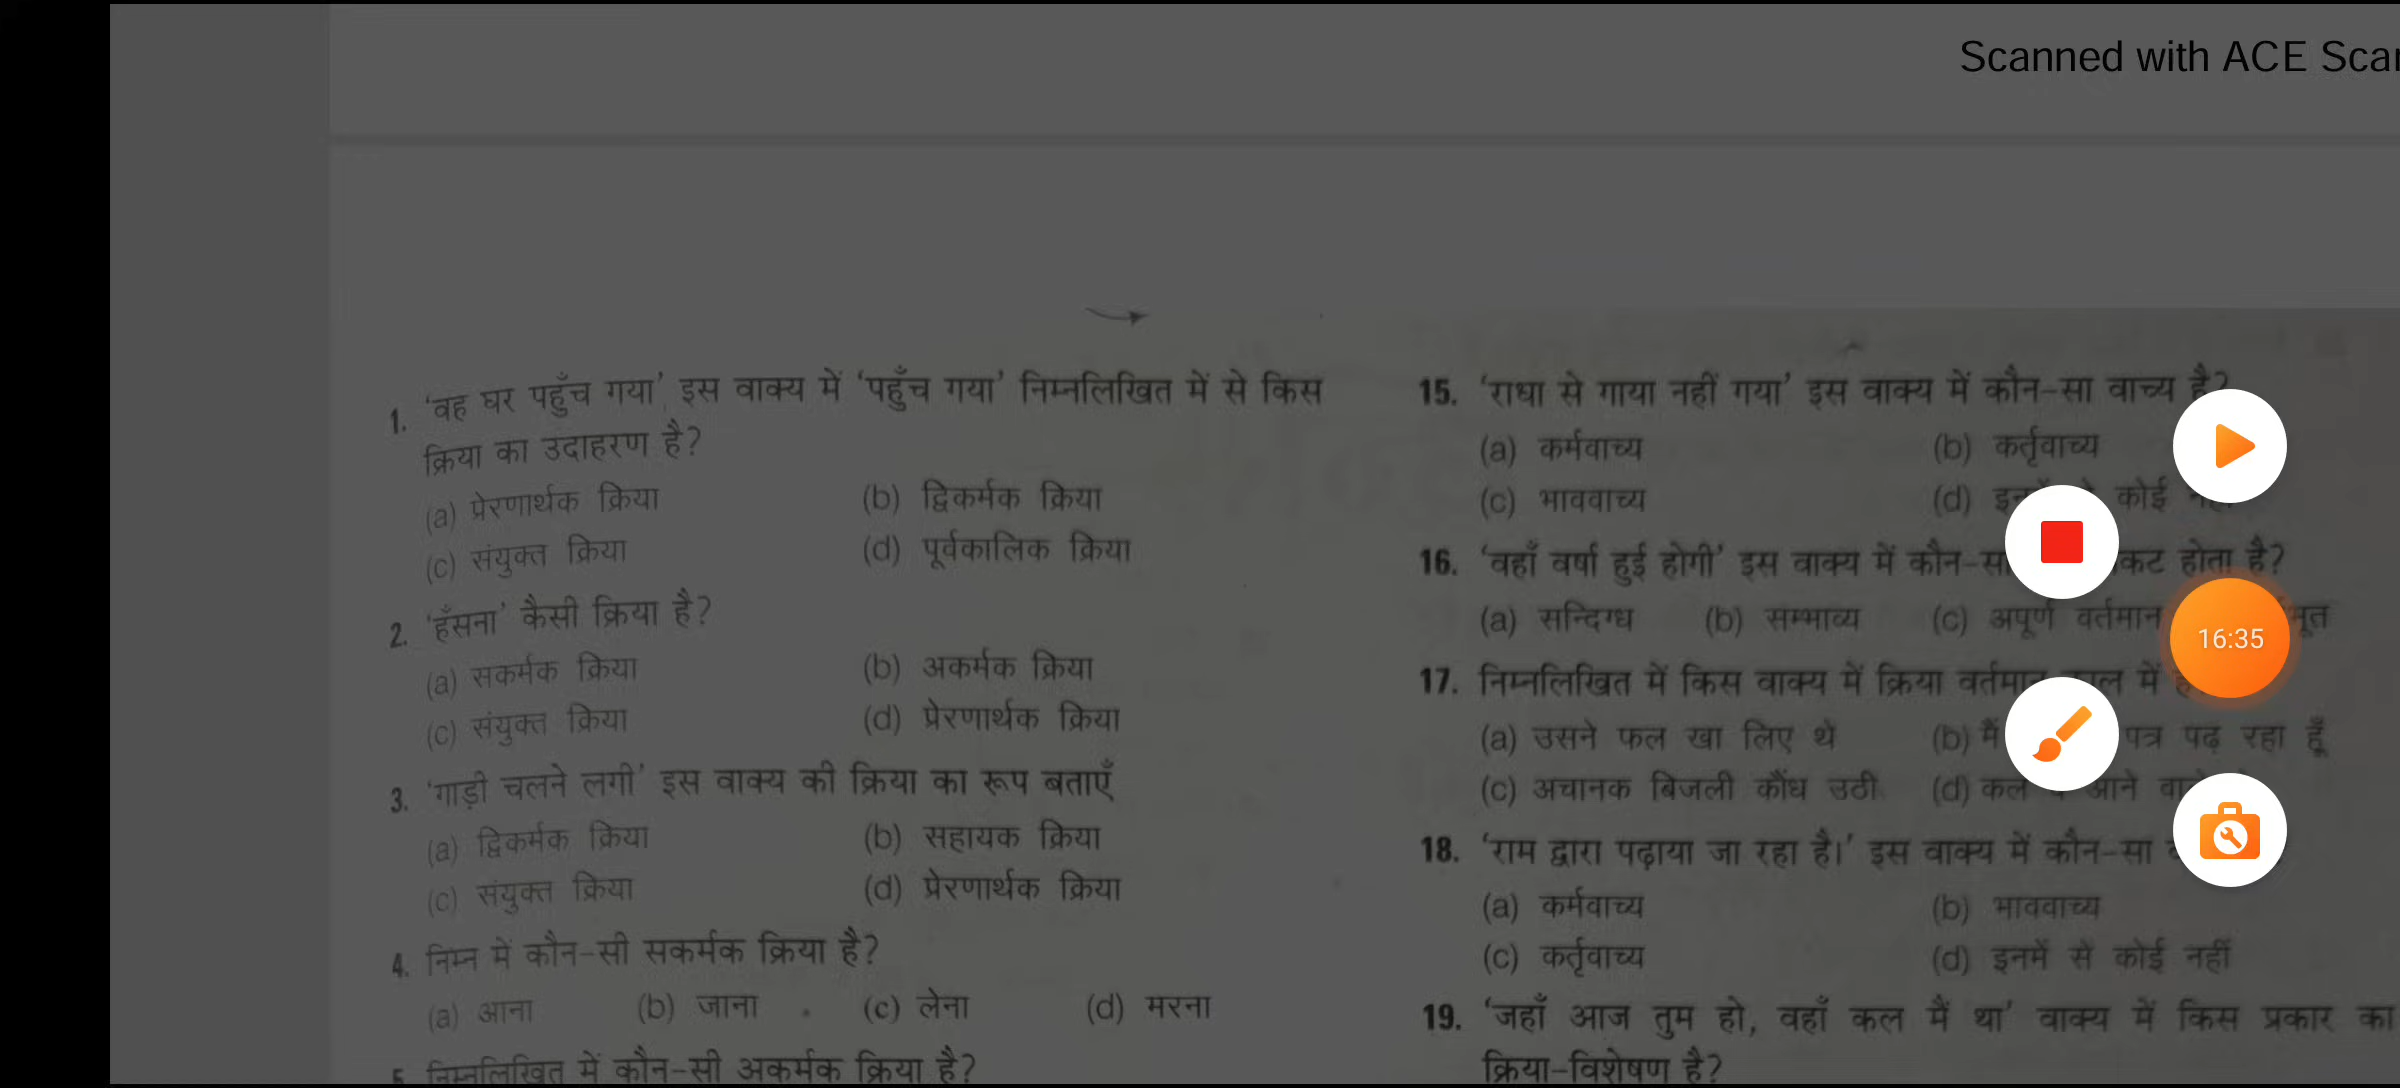 Scanned with ACE
1. 'वह घर पहुँच गया' इस वाक्य में 'पहुँच गया' निम्नलिखित में से किस
क्रिया का उदाहरण है?
(a) प्रेरणार्थक क्रिया (b) द्विकर्मक क्रिया
(c) संयुक्त क्रिया (d) पूर्वकालिक क्रिया
2. 'हँसना' कैसी क्रिया है?
(a) सकर्मक क्रिया (b) अकर्मक क्रिया
(c) संयुक्त क्रिया (d) प्रेरणार्थक क्रिया
3. 'गाड़ी चलने लगी' इस वाक्य की क्रिया का रूप बताएँ
(a) द्विकर्मक क्रिया (b) सहायक क्रिया
(c) संयुक्त क्रिया (d) प्रेरणार्थक क्रिया
4. निम्न में कौन-सी सकर्मक क्रिया है?
(a) आना (b) जाना (c) लेना (d) मरना
5 निम्नलिखित में कौन-सी अकर्मक क्रिया है?
15. 'राधा से गाया नहीं गया' इस वाक्य में कौन-सा वाच्य है?
(a) कर्मवाच्य (b) कर्तृवाच्य
(c) भाववाच्य (d) कोई
16. 'वहाँ वर्षा हुई होगी' इस वाक्य में कौन-सा होता है?
(a) सन्दिग्ध (b) सम्भाव्य (c) अपूर्ण वर्तमान
17. निम्नलिखित में किस वाक्य में क्रिया में
(a) उसने फल खा लिए थे (b) मैं पत्र पढ़ रहा हूँ
(c) अचानक बिजली कौंध उठी (d) कल आने
18. 'राम द्वारा पढ़ाया जा रहा है।' इस वाक्य में कौन-सा
(a) कर्मवाच्य (b) भाववाच्य
(c) कर्तृवाच्य (d) इनमें से कोई नहीं
19. 'जहाँ आज तुम हो, वहाँ कल मैं था' वाक्य में किस प्रकार का
क्रिया-विशेषण है?
16:35